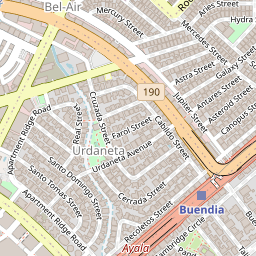 Bel-Air
Mercury Street
Aries Street
Hydra
Mercedes Street
Galaxy Street
Astra Street
190
Antares Street
Asteroid Street
Canopus Street
Jupiter Street
Apartment Ridge Road
Real Street
Cruzada Street
Farol Street
Cabildo Street
Urdaneta
Urdaneta Avenue
Santo Domingo Street
Santo Tomas Street
Cerrada Street
Buendia
Recoletos Street
Apartment Ridge Road
Ayala